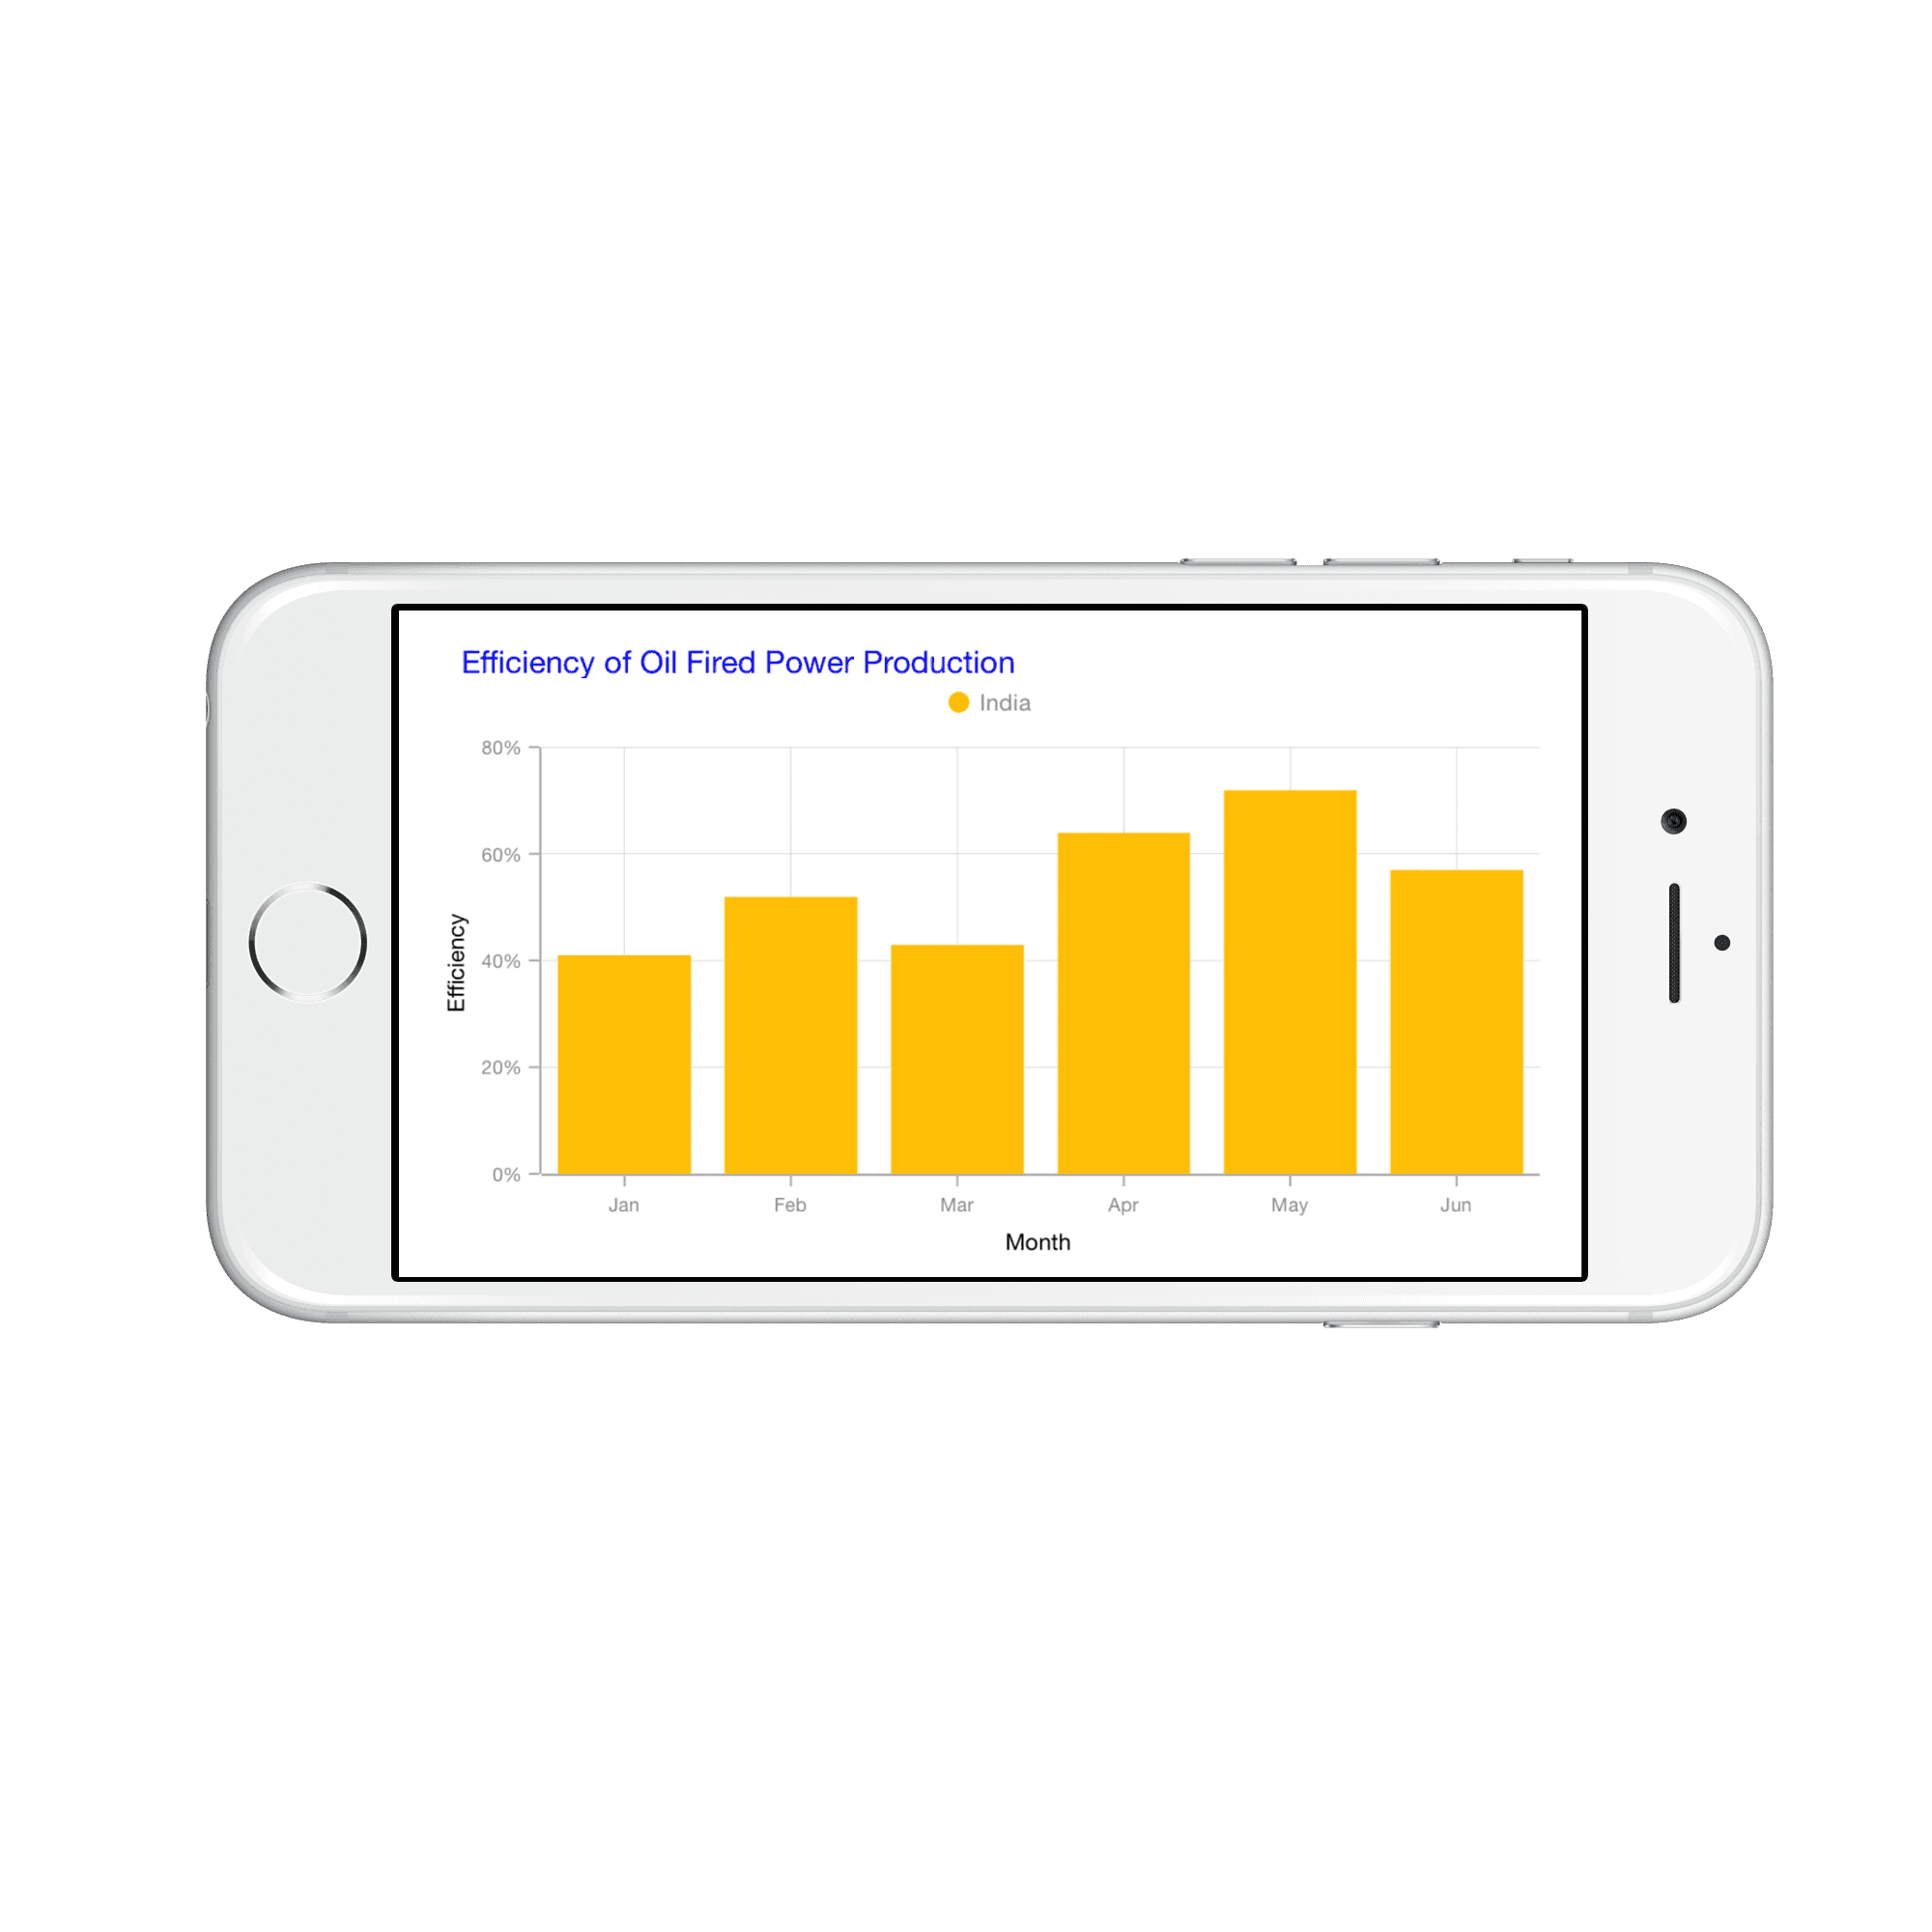 Efficiency of Oil Fired Power Production
India
80%
60%
40%
20%
0%
Efficiency
Jan Feb Mar Apr May Jun
Month